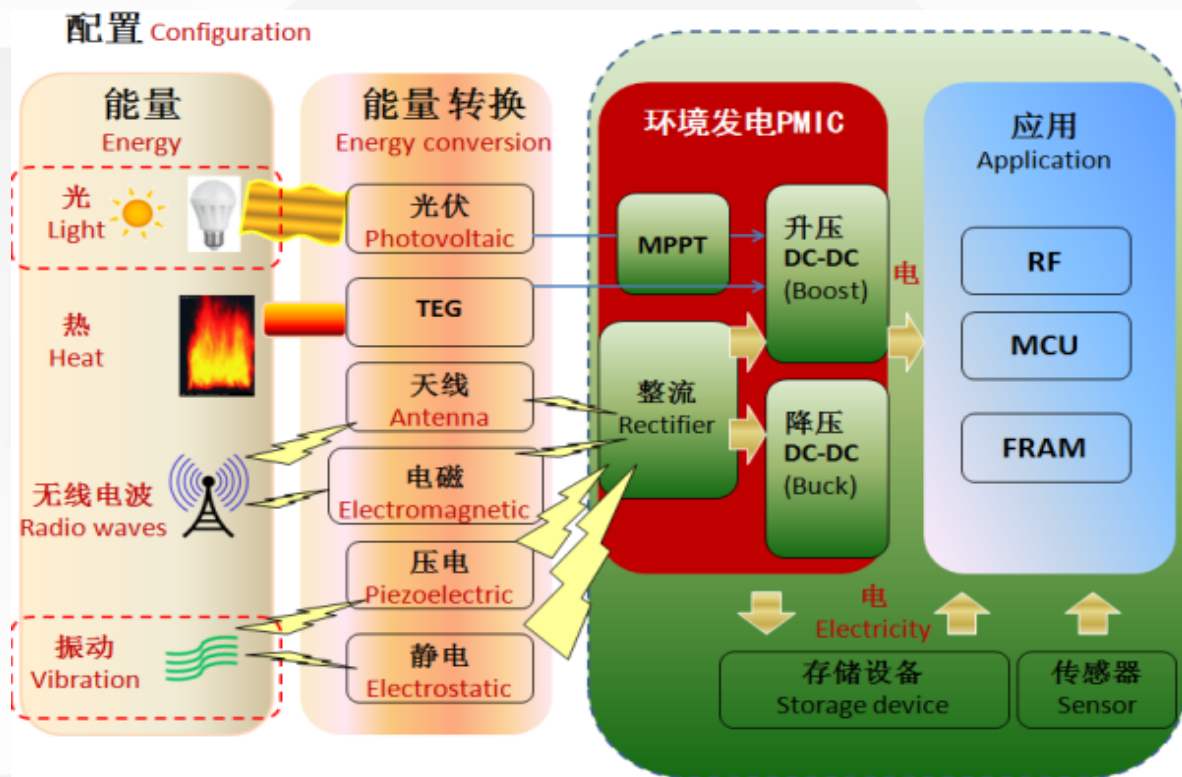 配置 Configuration
能量
Energy
光
Light
热
Heat
无线电波
Radio waves
振动
Vibration
能量 转换
Energy conversion
光伏
Photovoltaic
TEG
天线
Antenna
电磁
Electromagnetic
压电
Piezoelectric
静电
Electrostatic
环境发电PMIC
MPPT
升压
DC-DC
(Boost)
整流
Rectifier
降压
DC-DC
(Buck)
电
应用
Application
RF
MCU
FRAM
电
Electricity
存储设备
Storage device
传感器
Sensor